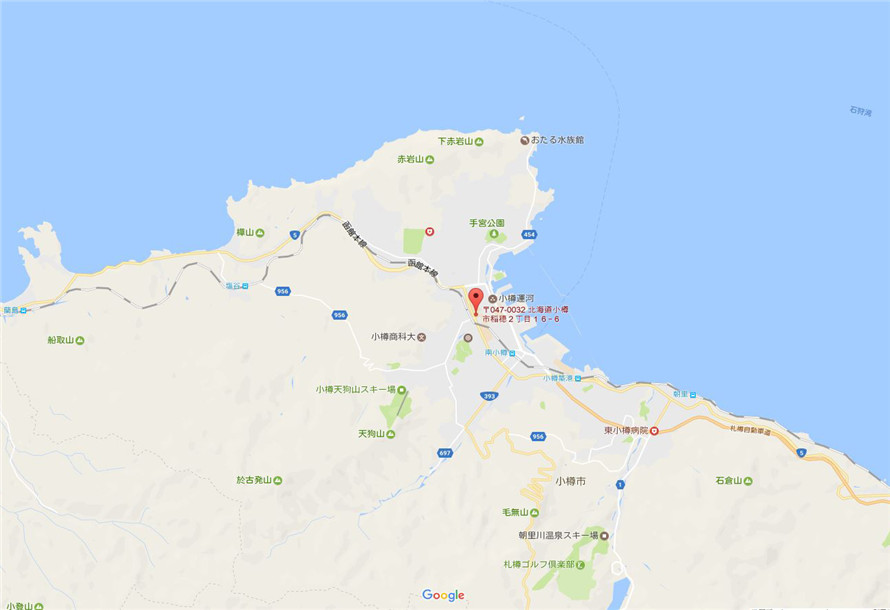 石狩湾
下赤岩山
おたる水族館
赤岩山
手宮公園
樺山
5
函館本線
454
函館本線
塩谷
956
蘭島
小樽運河
〒047-0032 北海道小樽
市稲穂２丁目１６−６
956
船取山
小樽商科大
南小樽
小樽築港
小樽天狗山スキー場
393
朝里
天狗山
956
東小樽病院
札樽自動車道
697
5
於古発山
小樽市
1
石倉山
毛無山
朝里川温泉スキー場
札樽ゴルフ倶楽部
Google
小登山